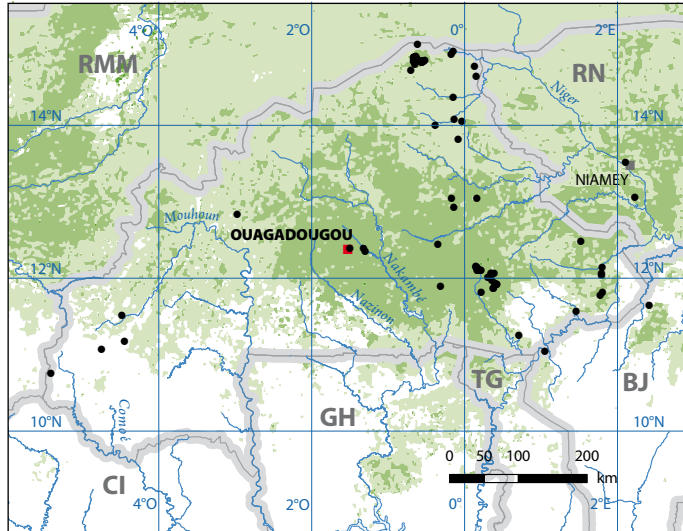 4°O
2°O
0°
2°E
RMM
RN
Niger
14°N
14°N
NIAMEY
Mouhoun
OUAGADOUGOU
Nakambé
12°N
12°N
Nazinon
TG
BJ
GH
Comoé
10°N
10°N
0 50 100 200
km
CI
4°O
2°O
0°
2°E